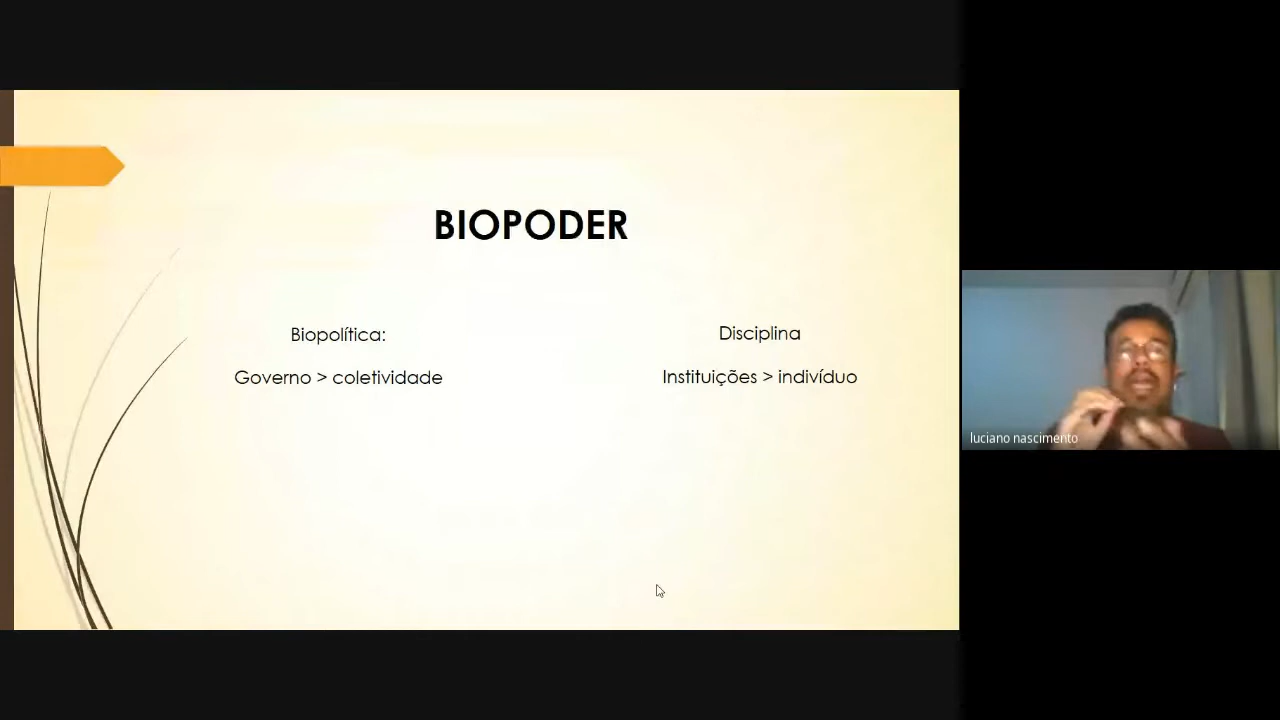 BIOPODER
Biopolítica:
Governo > coletividade
Disciplina
Instituições > indivíduo
luciano nascimento